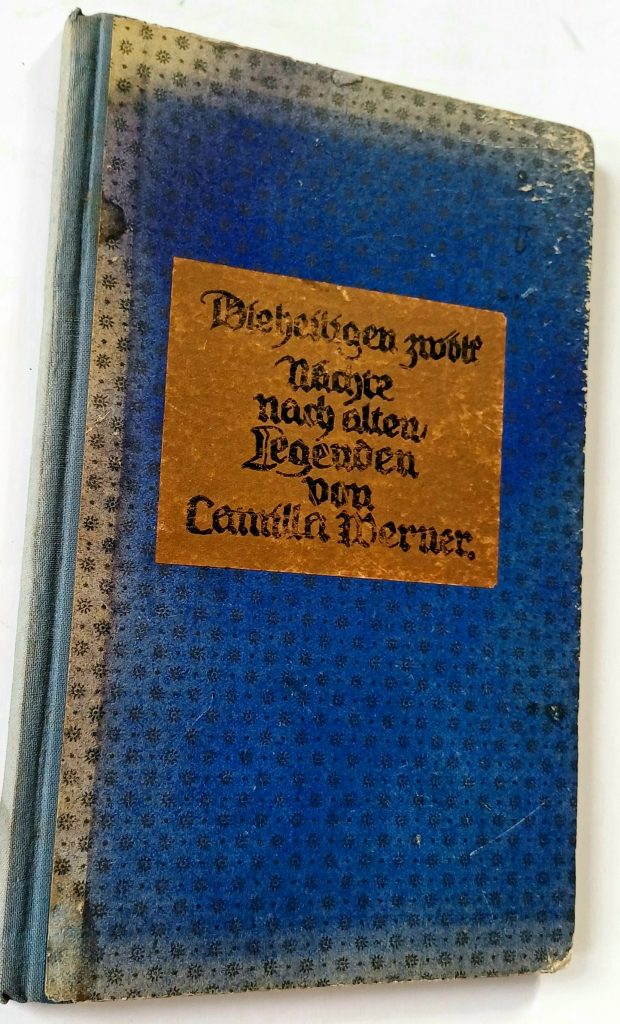 Die heiligen zwölf
Nächte
nach alten
Legenden
von
Camilla Werner.